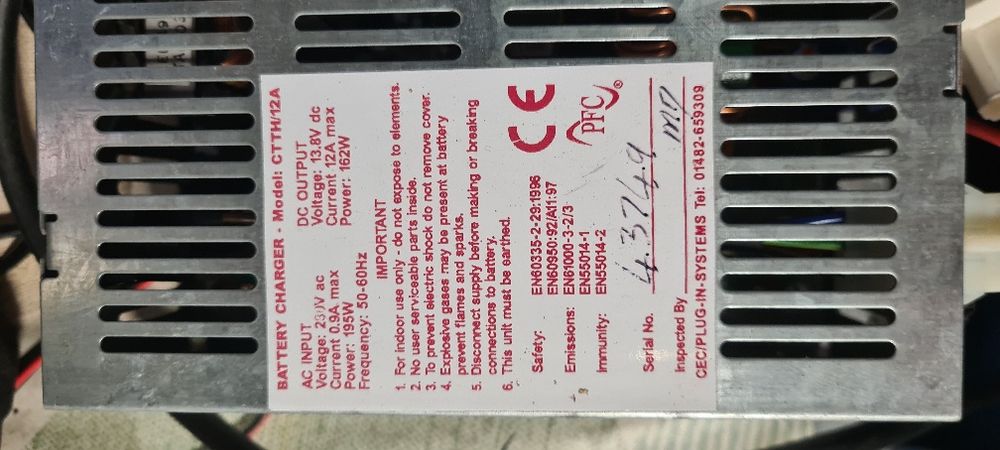 BATTERY CHARGER - Model: CTTH/12A
AC INPUT
Voltage: 230V ac
Current 0.9A max
Power: 195W
Frequency: 50-60Hz
DC OUTPUT
Voltage: 13.8V dc
Current 12A max
Power: 162W
IMPORTANT
1. For indoor use only - do not expose to elements.
2. No user serviceable parts inside.
3. To prevent electric shock do not remove cover.
4. Explosive gases may be present at battery
prevent flames and sparks.
5. Disconnect supply before making or breaking
connections to battery.
6. This unit must be earthed.
CE
PFC®
Safety: EN60335-2-29:1996
EN60950:92/A11:97
Emissions: EN61000-3-2/3
EN55014-1
Immunity: EN55014-2
Serial No. 4.3749
Inspected By
CEC/PLUG-IN-SYSTEMS Tel: 01482-659309